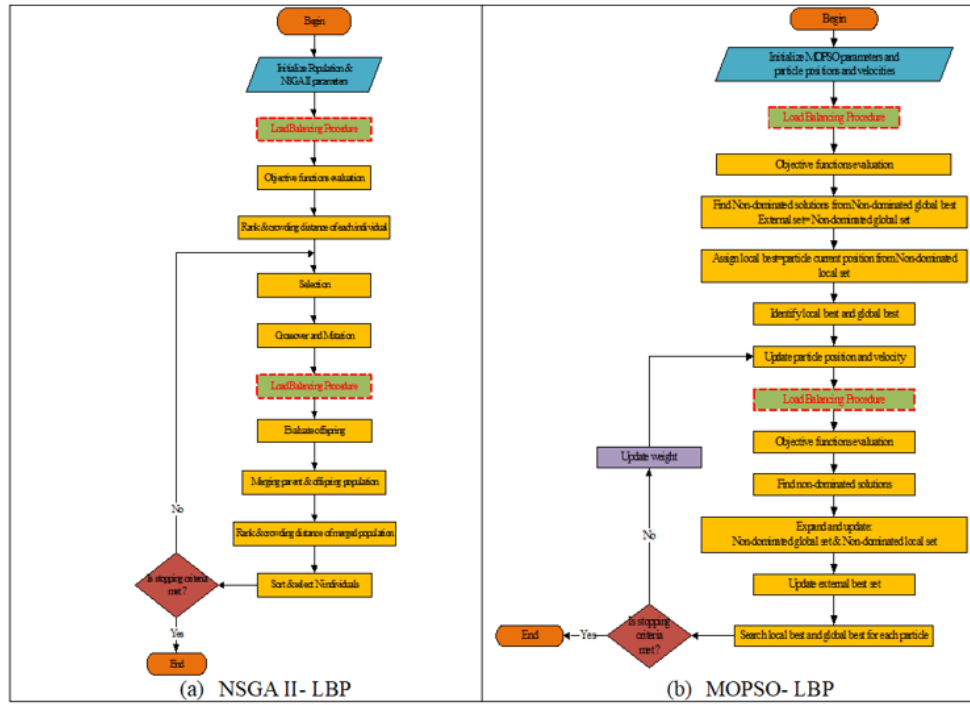 Begin
Initialize Population &
NSGA II parameters
Load Balancing Procedure
Objective functions evaluation
Rank & crowding distance of each individual
Selection
Crossover and Mutation
Load Balancing Procedure
Evaluate offspring
Merging parent & offspring population
Rank & crowding distance of merged population
Sort & select N individuals
Is stopping criteria
met ?
No
Yes
End
(a) NSGA II- LBP
Begin
Initialize MOPSO parameters and
particle positions and velocities
Load Balancing Procedure
Objective functions evaluation
Find Non-dominated solutions from Non-dominated global best
External set= Non-dominated global set
Assign local best=particle current position from Non-dominated
local set
Identify local best and global best
Update particle position and velocity
Load Balancing Procedure
Objective functions evaluation
Find non-dominated solutions
Expand and update:
Non-dominated global set & Non-dominated local set
Update external best set
Search local best and global best for each particle
Is stopping
criteria
met ?
No
Update weight
Yes
End
(b) MOPSO- LBP